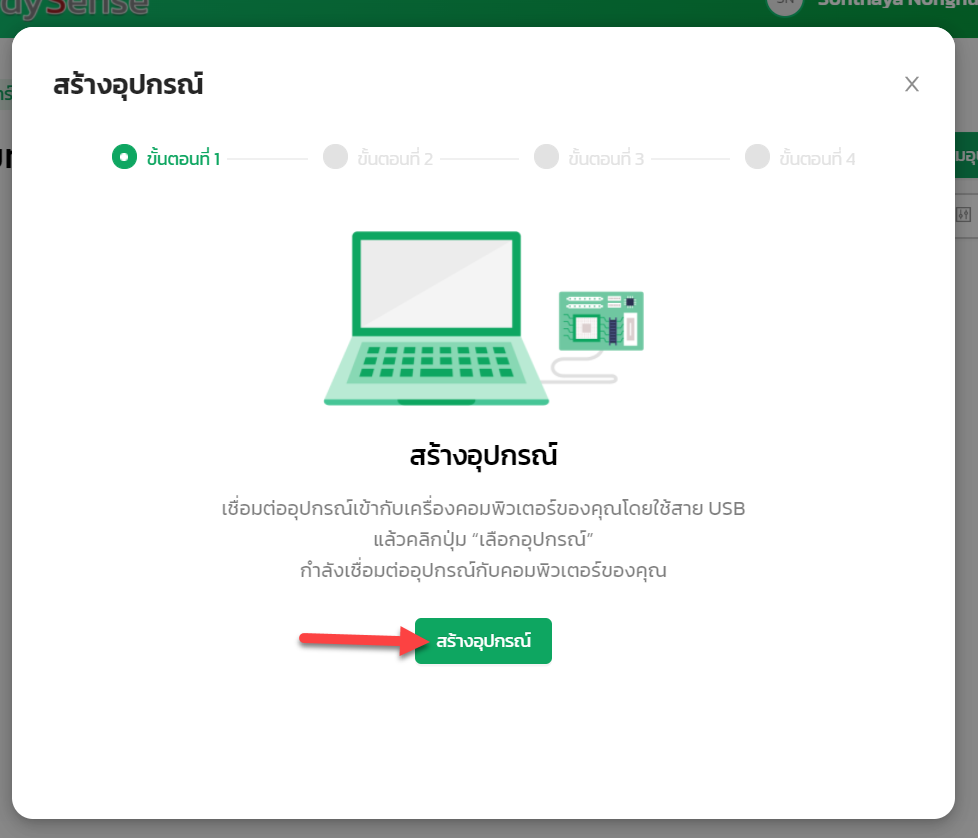 สร้างอุปกรณ์
X
ขั้นตอนที่ 1
ขั้นตอนที่ 2
ขั้นตอนที่ 3
ขั้นตอนที่ 4
สร้างอุปกรณ์
เชื่อมต่ออุปกรณ์เข้ากับเครื่องคอมพิวเตอร์ของคุณโดยใช้สาย USB
แล้วคลิกปุ่ม “เลือกอุปกรณ์”
กำลังเชื่อมต่ออุปกรณ์กับคอมพิวเตอร์ของคุณ
สร้างอุปกรณ์